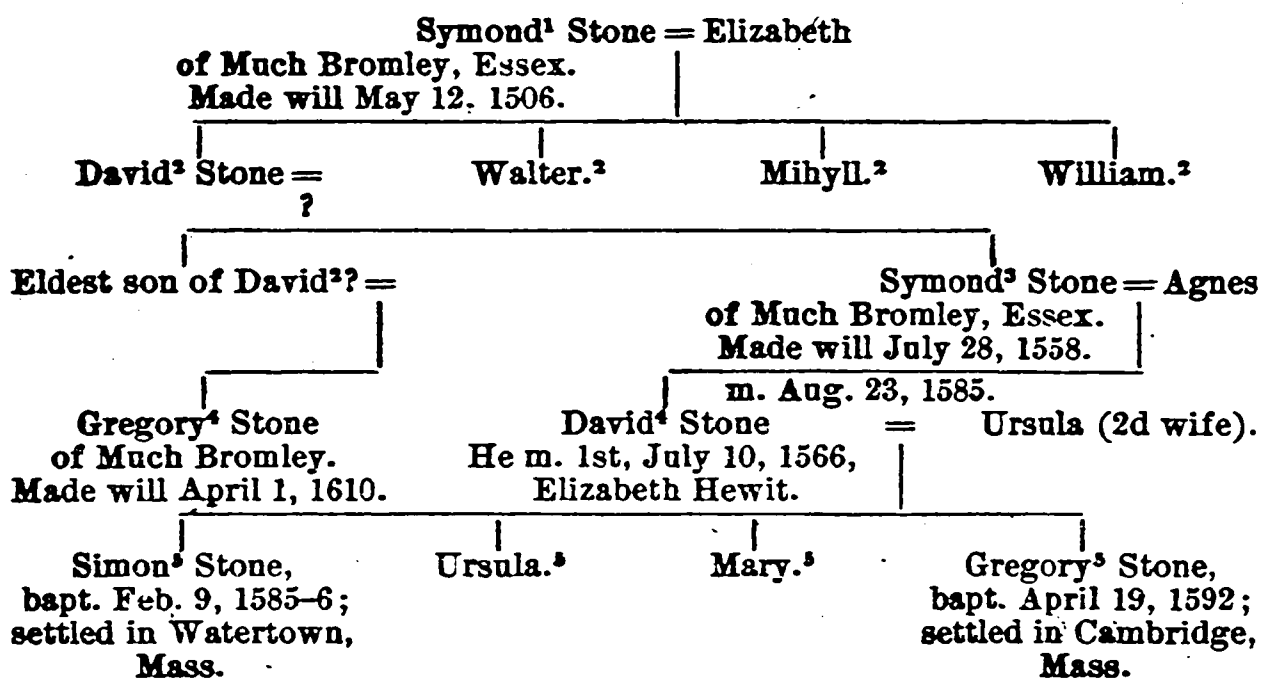 Symond¹ Stone = Elizabeth
of Much Bromley, Essex.
Made will May 12, 1506.
David² Stone =
?
Walter.²
Mihyll.²
William.²
Eldest son of David²? =
Symond³ Stone = Agnes
of Much Bromley, Essex.
Made will July 28, 1558.
m. Aug. 23, 1585.
Gregory⁴ Stone
of Much Bromley.
Made will April 1, 1610.
David⁴ Stone = Ursula (2d wife).
He m. 1st, July 10, 1566,
Elizabeth Hewit.
Simon⁵ Stone,
bapt. Feb. 9, 1585–6;
settled in Watertown,
Mass.
Ursula.⁵
Mary.⁵
Gregory⁵ Stone,
bapt. April 19, 1592;
settled in Cambridge,
Mass.